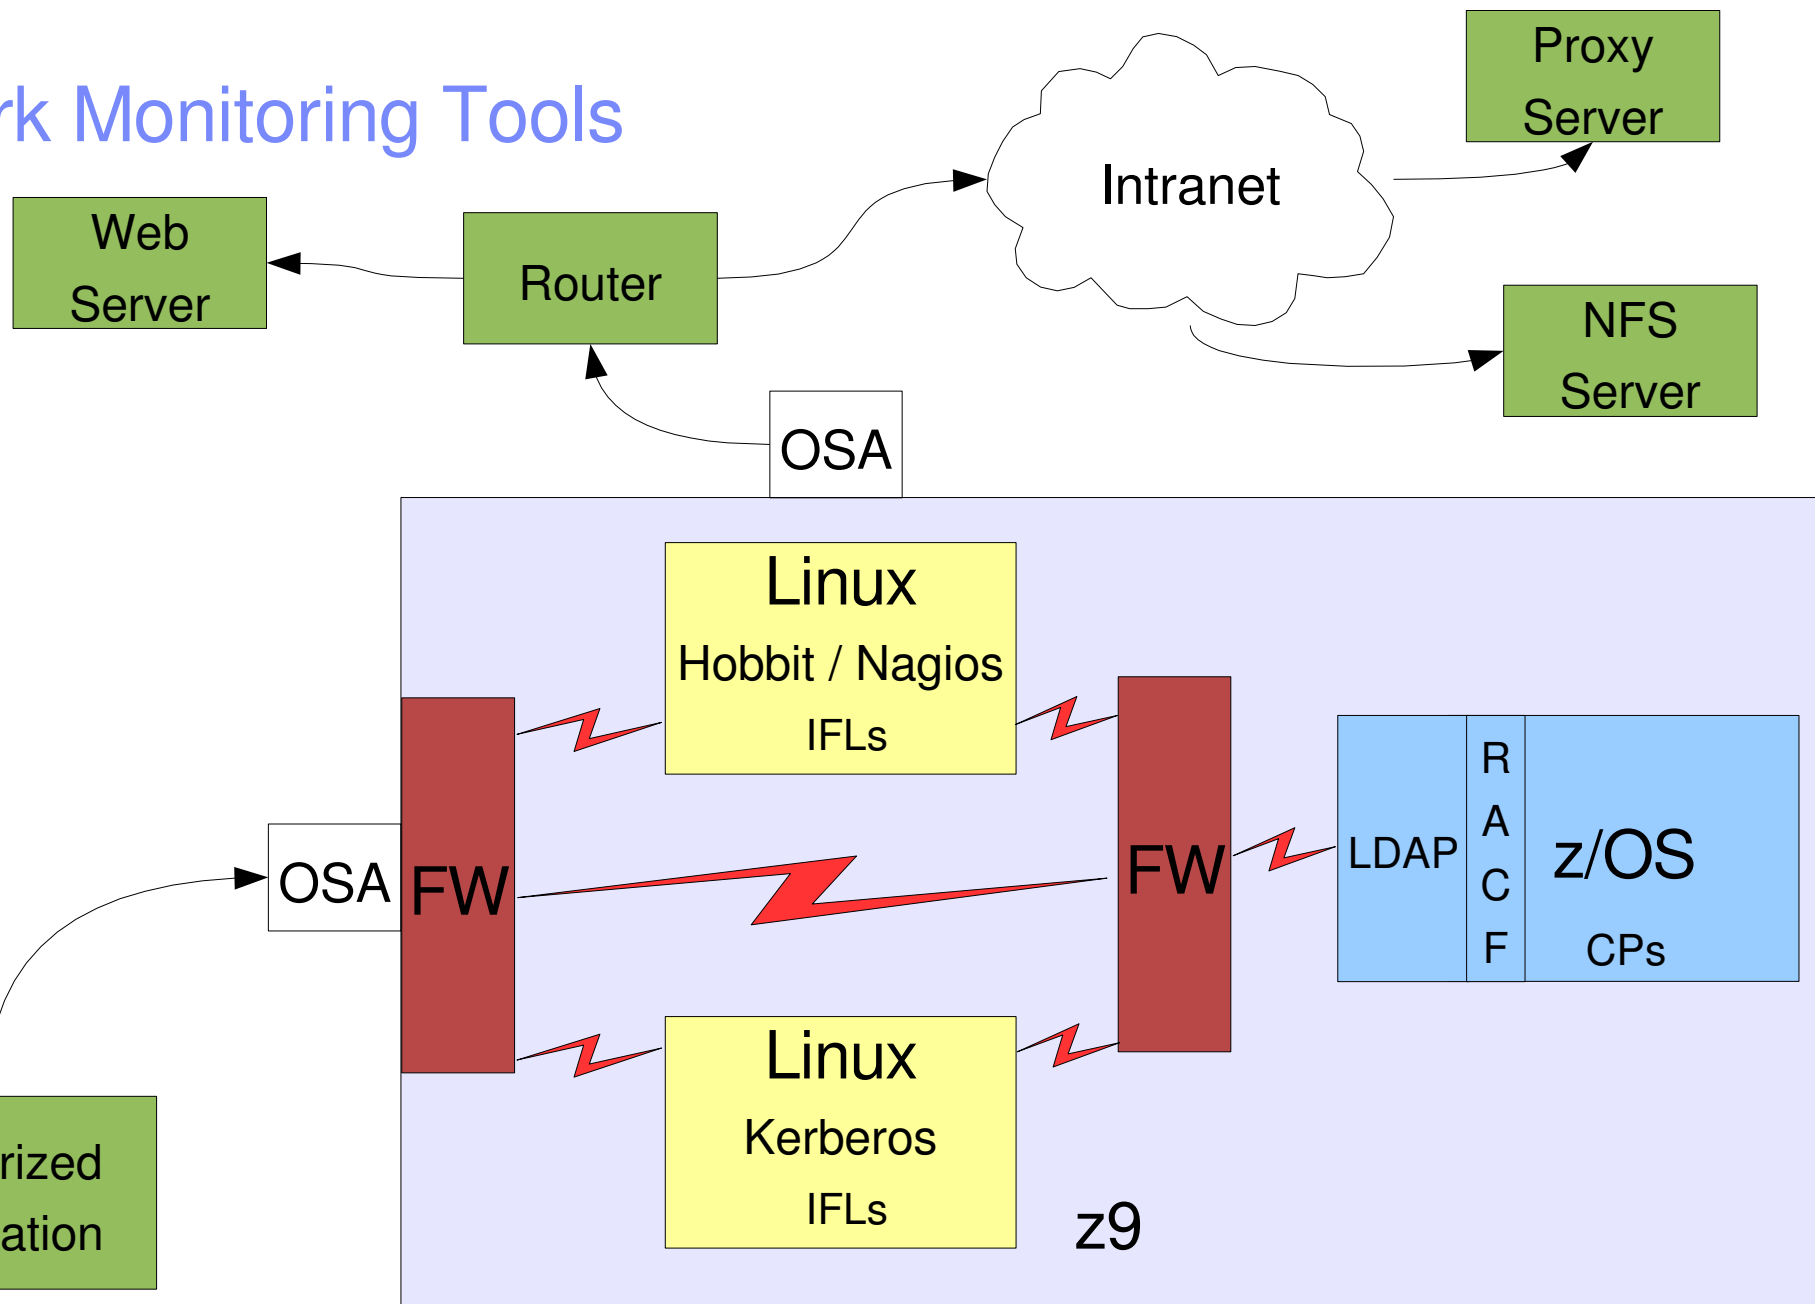 Proxy
Server
rk Monitoring Tools
Intranet
Web
Server
Router
NFS
Server
OSA
Linux
Hobbit / Nagios
IFLs
OSA
FW
FW
LDAP
R
A
C
F
z/OS
CPs
Linux
Kerberos
IFLs
z9
rized
ation